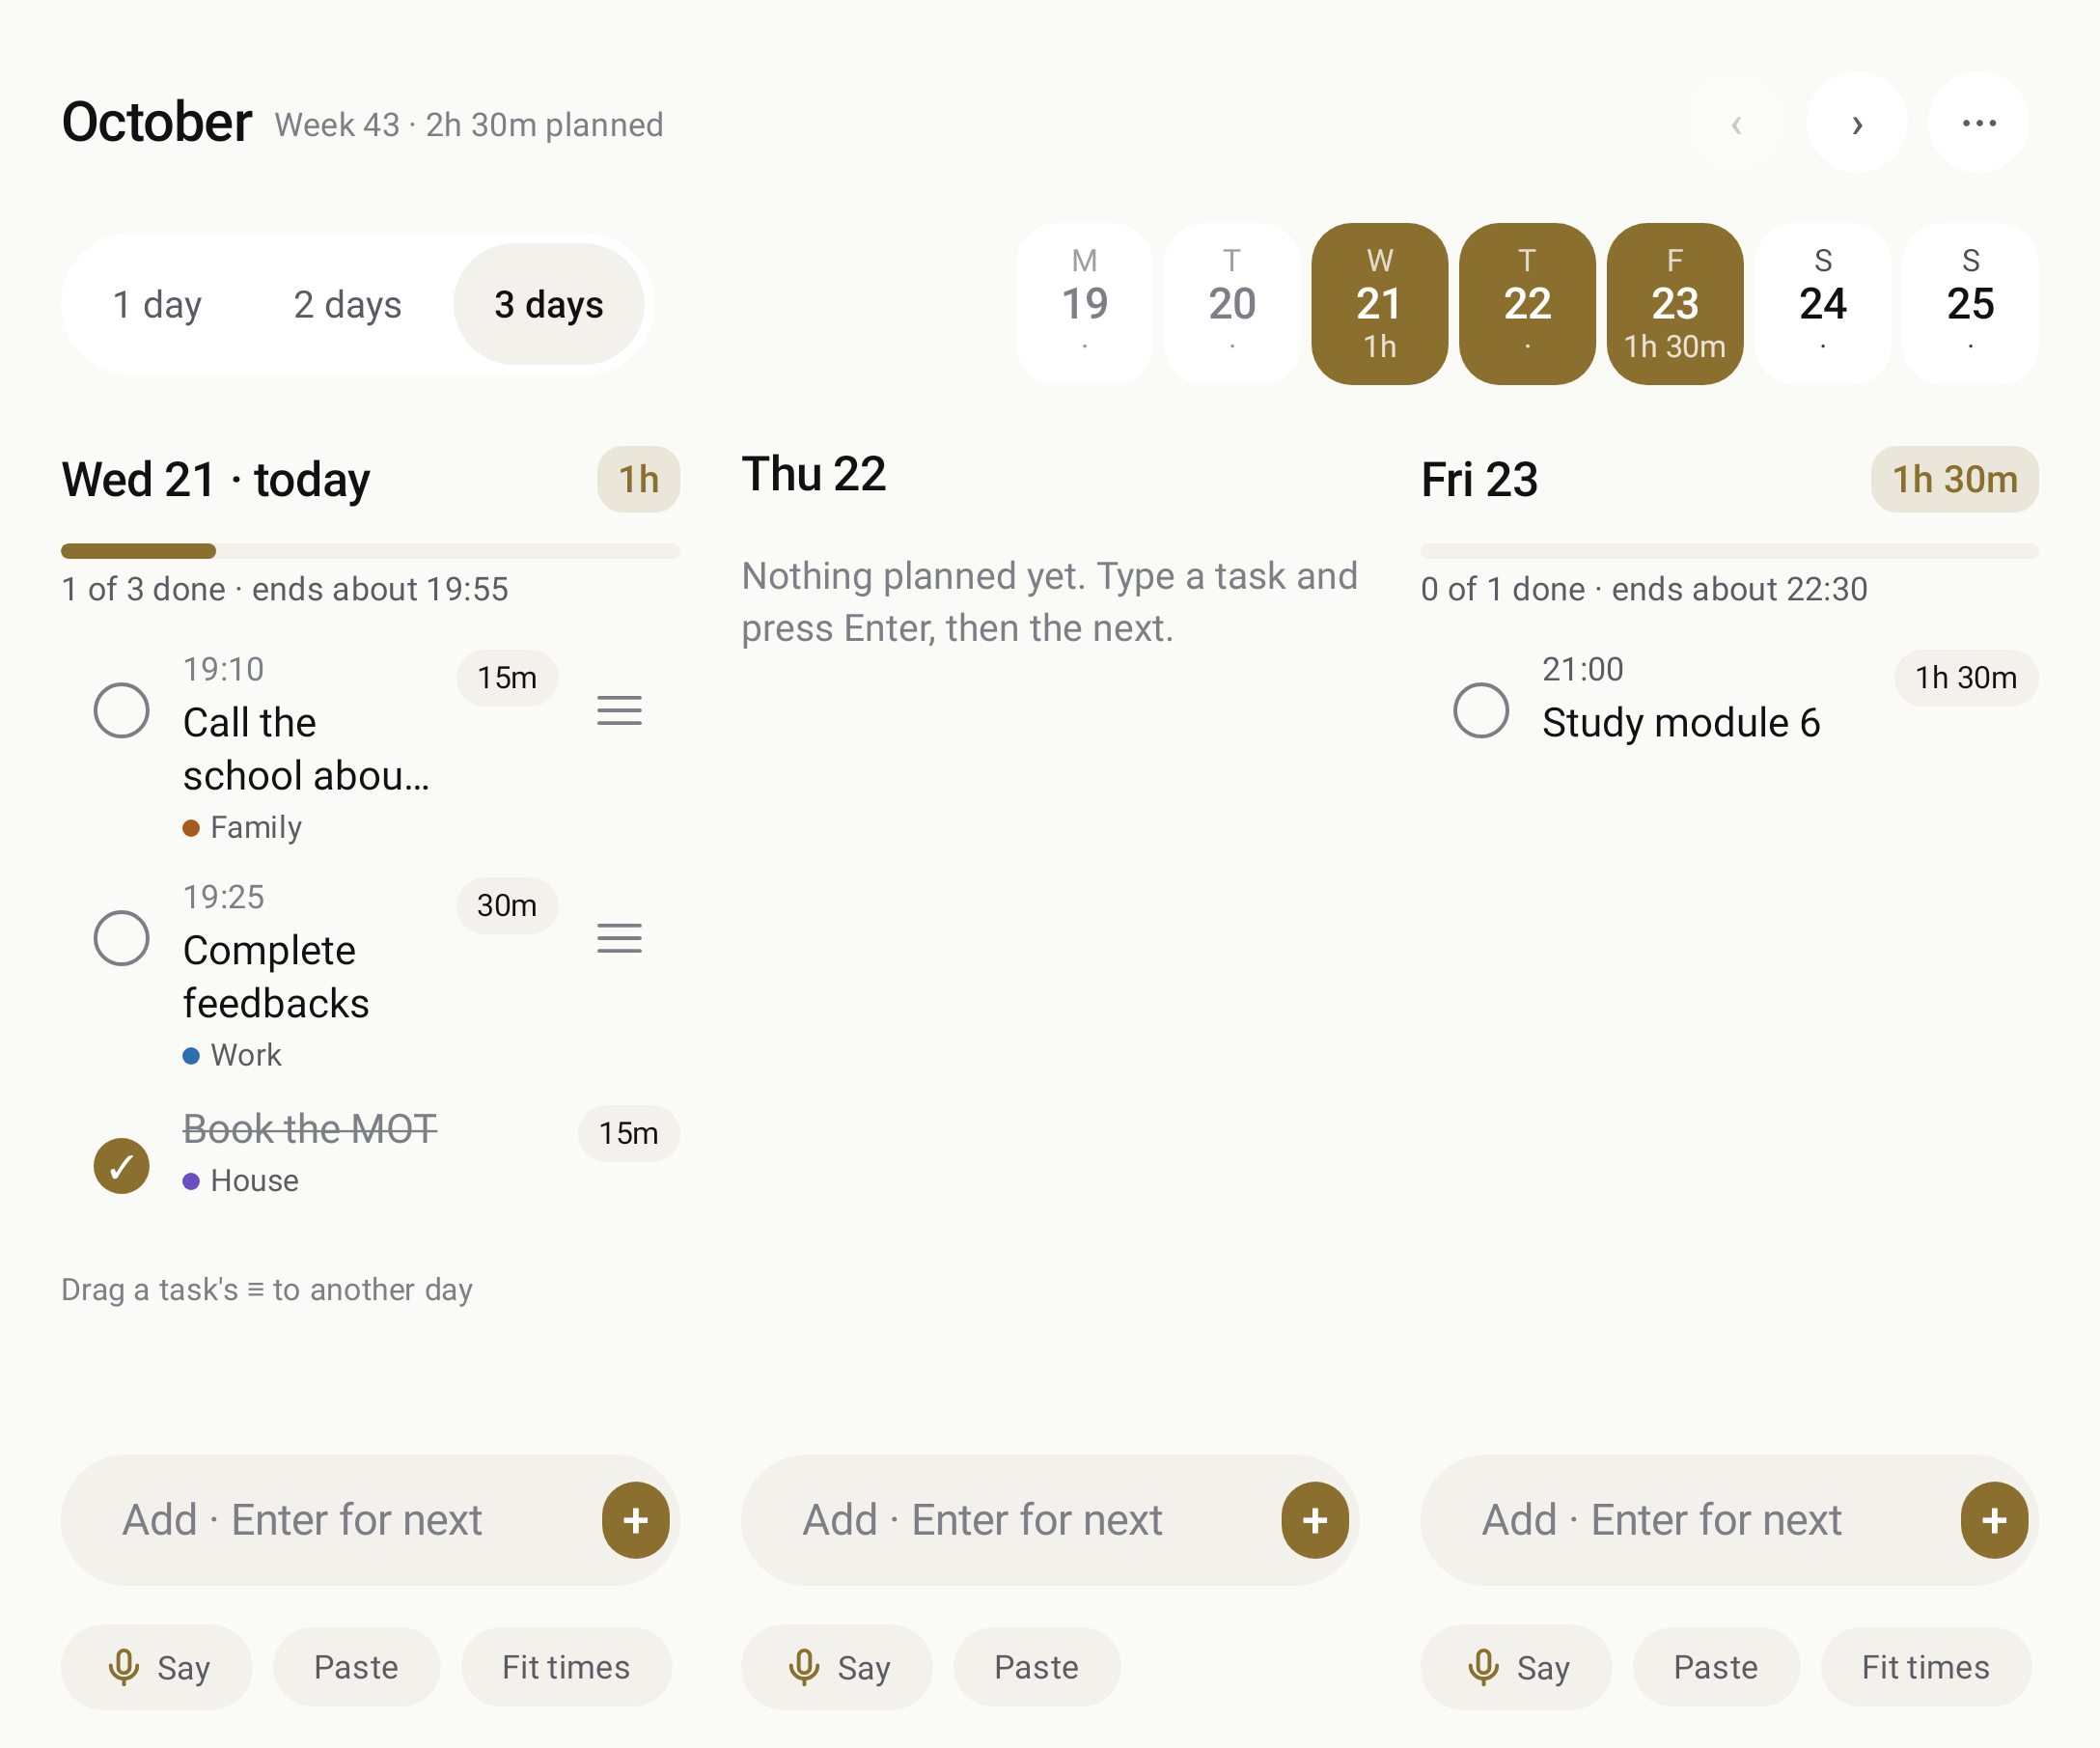 October Week 43 · 2h 30m planned
‹ › ···
1 day 2 days 3 days
M T W T F S S
19 20 21 22 23 24 25
· · 1h · 1h 30m · ·
Wed 21 · today 1h
1 of 3 done · ends about 19:55
19:10 15m
Call the
school abou...
Family
19:25 30m
Complete
feedbacks
Work
✓ Book the MOT 15m
House
Drag a task's ≡ to another day
Add · Enter for next +
Say Paste Fit times
Thu 22
Nothing planned yet. Type a task and
press Enter, then the next.
Add · Enter for next +
Say Paste
Fri 23 1h 30m
0 of 1 done · ends about 22:30
21:00 1h 30m
Study module 6
Add · Enter for next +
Say Paste Fit times